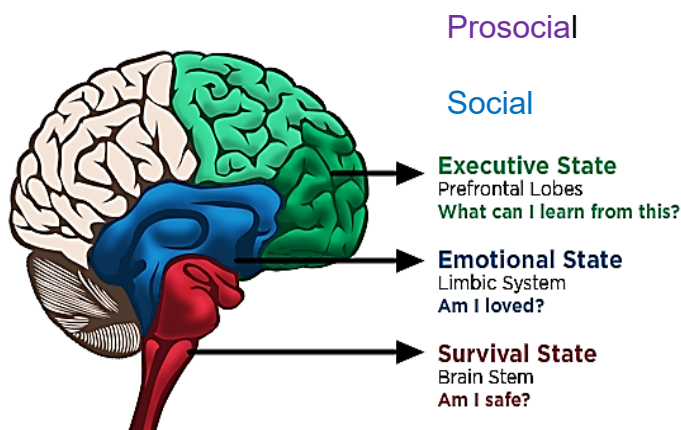 Prosocial
Social
Executive State
Prefrontal Lobes
What can I learn from this?
Emotional State
Limbic System
Am I loved?
Survival State
Brain Stem
Am I safe?